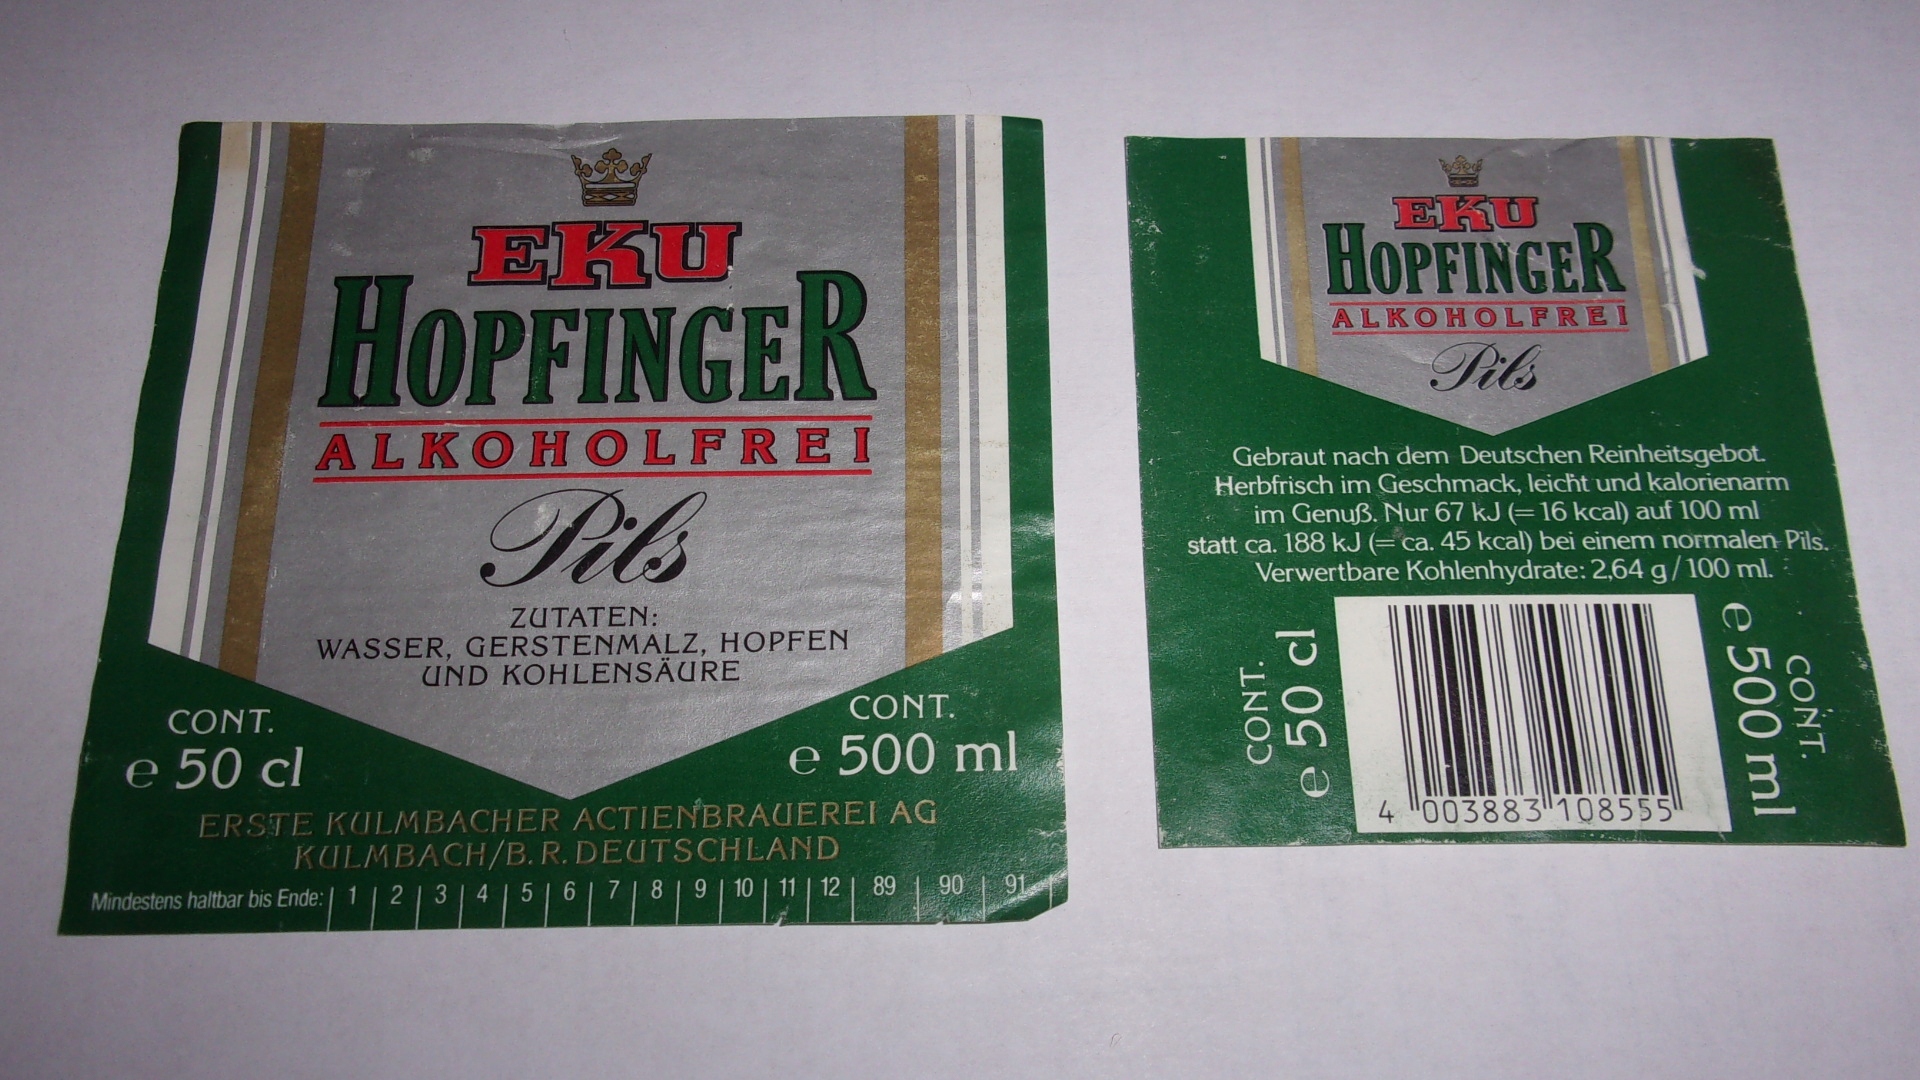 EKU
HOPFINGER
ALKOHOLFREI
Pils
ZUTATEN:
WASSER, GERSTENMALZ, HOPFEN
UND KOHLENSÄURE
CONT.
e 50 cl
CONT.
e 500 ml
ERSTE KULMBACHER ACTIENBRAUEREI AG
KULMBACH/B.R. DEUTSCHLAND
Mindestens haltbar bis Ende: | 1 | 2 | 3 | 4 | 5 | 6 | 7 | 8 | 9 | 10 | 11 | 12 | 89 | 90 | 91 |
EKU
HOPFINGER
ALKOHOLFREI
Pils
Gebraut nach dem Deutschen Reinheitsgebot.
Herbfrisch im Geschmack, leicht und kalorienarm
im Genuß. Nur 67 kJ (= 16 kcal) auf 100 ml
statt ca. 188 kJ (= ca. 45 kcal) bei einem normalen Pils.
Verwertbare Kohlenhydrate: 2,64 g/100 ml.
CONT.
e 50 cl
4 003883 108555
CONT.
e 500 ml